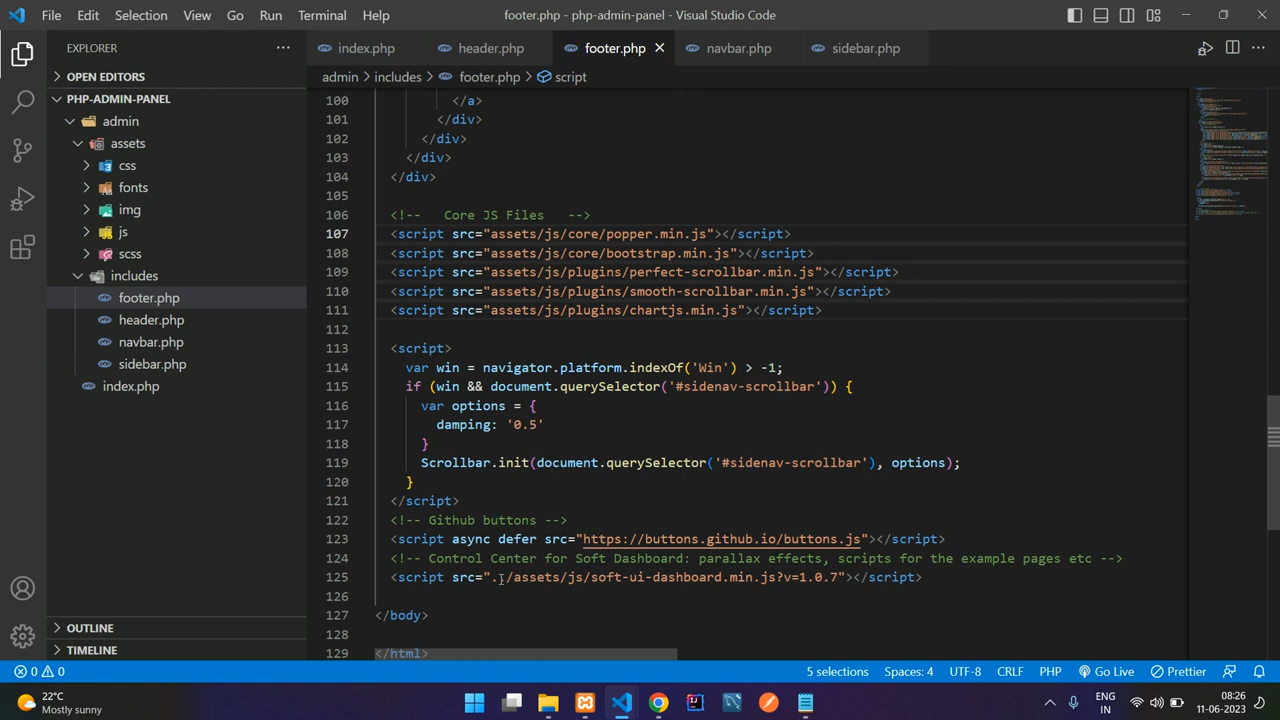 File Edit Selection View Go Run Terminal Help footer.php - php-admin-panel - Visual Studio Code
EXPLORER ... index.php header.php footer.php navbar.php sidebar.php
OPEN EDITORS admin > includes > footer.php > script
PHP-ADMIN-PANEL
admin
assets
css
fonts
img
js
scss
includes
footer.php
header.php
navbar.php
sidebar.php
index.php
OUTLINE
TIMELINE
100 </a>
101 </div>
102 </div>
103 </div>
104 </div>
105
106 <!--   Core JS Files   -->
107 <script src="assets/js/core/popper.min.js"></script>
108 <script src="assets/js/core/bootstrap.min.js"></script>
109 <script src="assets/js/plugins/perfect-scrollbar.min.js"></script>
110 <script src="assets/js/plugins/smooth-scrollbar.min.js"></script>
111 <script src="assets/js/plugins/chartjs.min.js"></script>
112
113 <script>
114 var win = navigator.platform.indexOf('Win') > -1;
115 if (win && document.querySelector('#sidenav-scrollbar')) {
116 var options = {
117 damping: '0.5'
118 }
119 Scrollbar.init(document.querySelector('#sidenav-scrollbar'), options);
120 }
121 </script>
122 <!-- Github buttons -->
123 <script async defer src="https://buttons.github.io/buttons.js"></script>
124 <!-- Control Center for Soft Dashboard: parallax effects, scripts for the example pages etc -->
125 <script src="../assets/js/soft-ui-dashboard.min.js?v=1.0.7"></script>
126
127 </body>
128
129 </html>
0 0 5 selections Spaces: 4 UTF-8 CRLF PHP Go Live Prettier
22°C
Mostly sunny
ENG
IN
08:26
11-06-2023